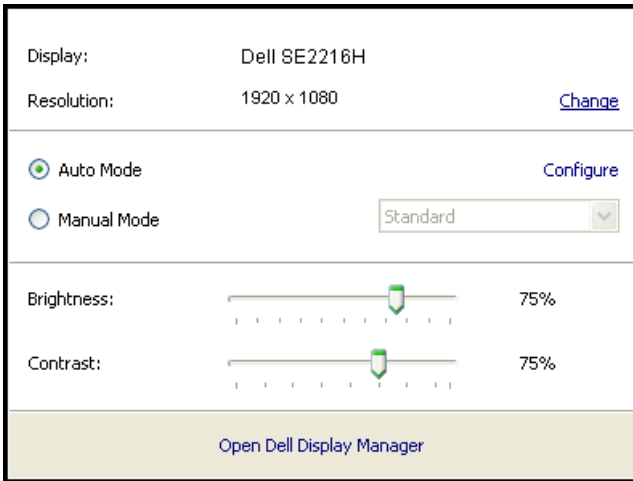 Display: Dell SE2216H
Resolution: 1920 x 1080 Change
Auto Mode Configure
Manual Mode Standard
Brightness: 75%
Contrast: 75%
Open Dell Display Manager